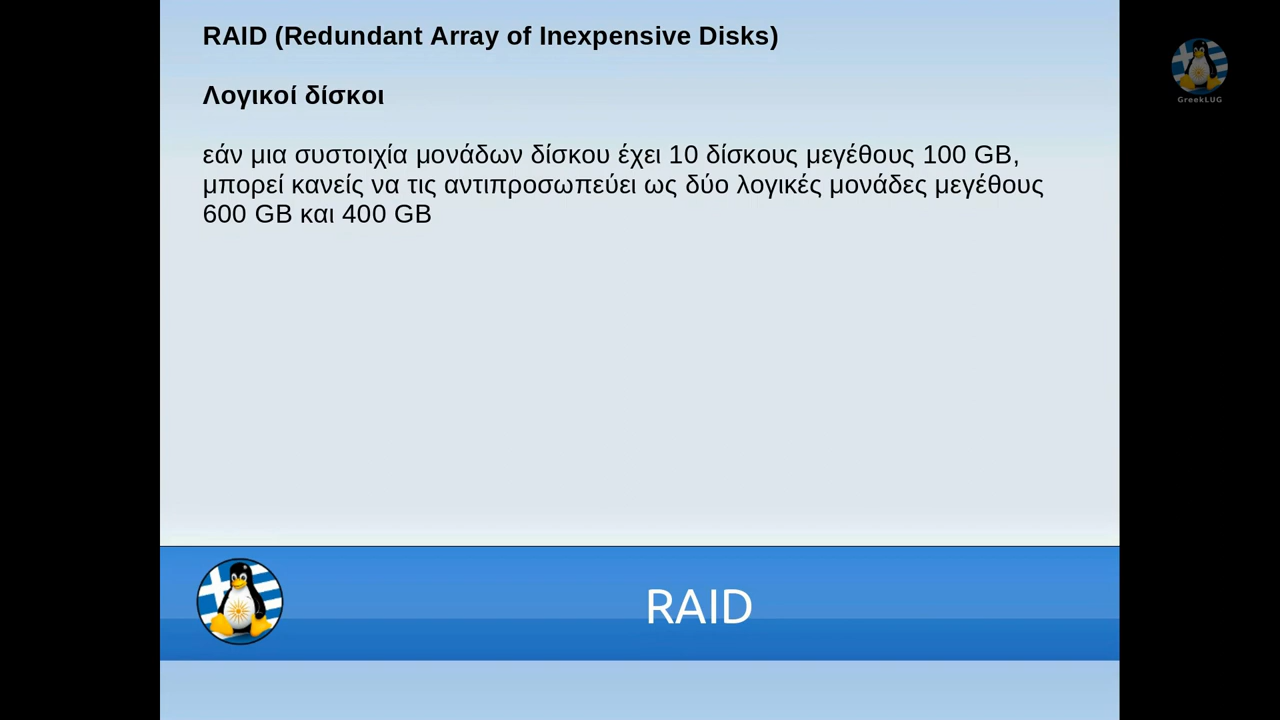 RAID (Redundant Array of Inexpensive Disks)
Λογικοί δίσκοι
εάν μια συστοιχία μονάδων δίσκου έχει 10 δίσκους μεγέθους 100 GB,
μπορεί κανείς να τις αντιπροσωπεύει ως δύο λογικές μονάδες μεγέθους
600 GB και 400 GB
GreekLUG
RAID